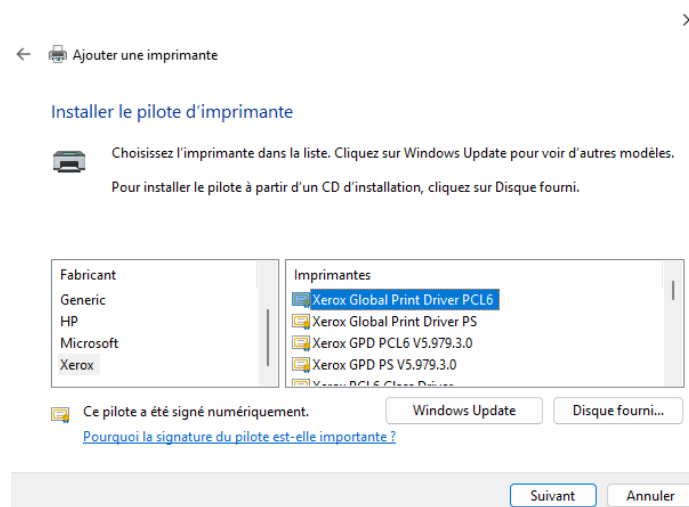 Ajouter une imprimante
Installer le pilote d'imprimante
Choisissez l'imprimante dans la liste. Cliquez sur Windows Update pour voir d'autres modèles.
Pour installer le pilote à partir d'un CD d'installation, cliquez sur Disque fourni.
Fabricant
Generic
HP
Microsoft
Xerox
Imprimantes
Xerox Global Print Driver PCL6
Xerox Global Print Driver PS
Xerox GPD PCL6 V5.979.3.0
Xerox GPD PS V5.979.3.0
Xerox PCL6 Class Driver
Ce pilote a été signé numériquement.
Pourquoi la signature du pilote est-elle importante ?
Windows Update
Disque fourni...
Suivant
Annuler